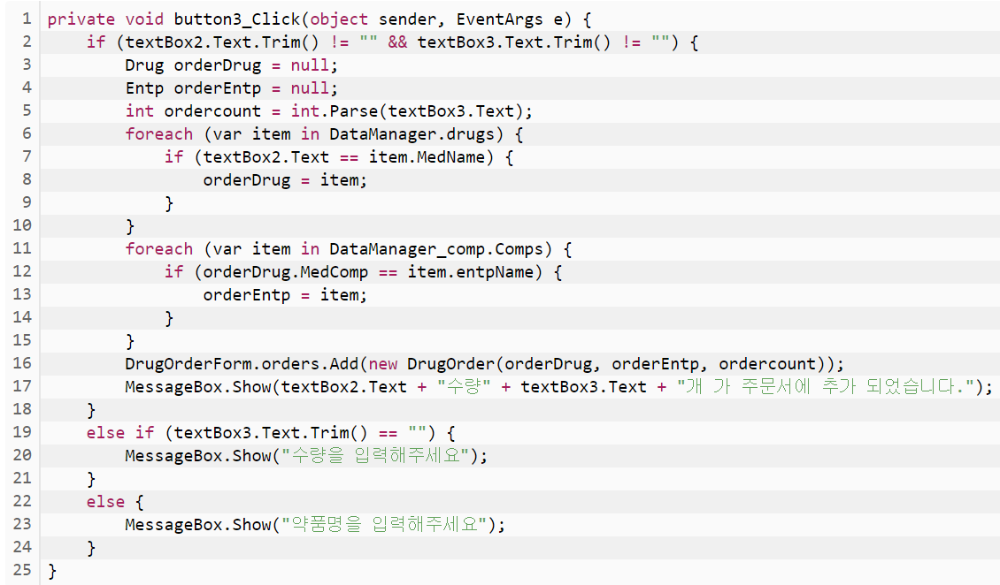 1 private void button3_Click(object sender, EventArgs e) {
2     if (textBox2.Text.Trim() != "" && textBox3.Text.Trim() != "") {
3         Drug orderDrug = null;
4         Entp orderEntp = null;
5         int ordercount = int.Parse(textBox3.Text);
6         foreach (var item in DataManager.drugs) {
7             if (textBox2.Text == item.MedName) {
8                 orderDrug = item;
9             }
10         }
11         foreach (var item in DataManager_comp.Comps) {
12             if (orderDrug.MedComp == item.entpName) {
13                 orderEntp = item;
14             }
15         }
16         DrugOrderForm.orders.Add(new DrugOrder(orderDrug, orderEntp, ordercount));
17         MessageBox.Show(textBox2.Text + "수량" + textBox3.Text + "개 가 주문서에 추가 되었습니다.");
18     }
19     else if (textBox3.Text.Trim() == "") {
20         MessageBox.Show("수량을 입력해주세요");
21     }
22     else {
23         MessageBox.Show("약품명을 입력해주세요");
24     }
25 }